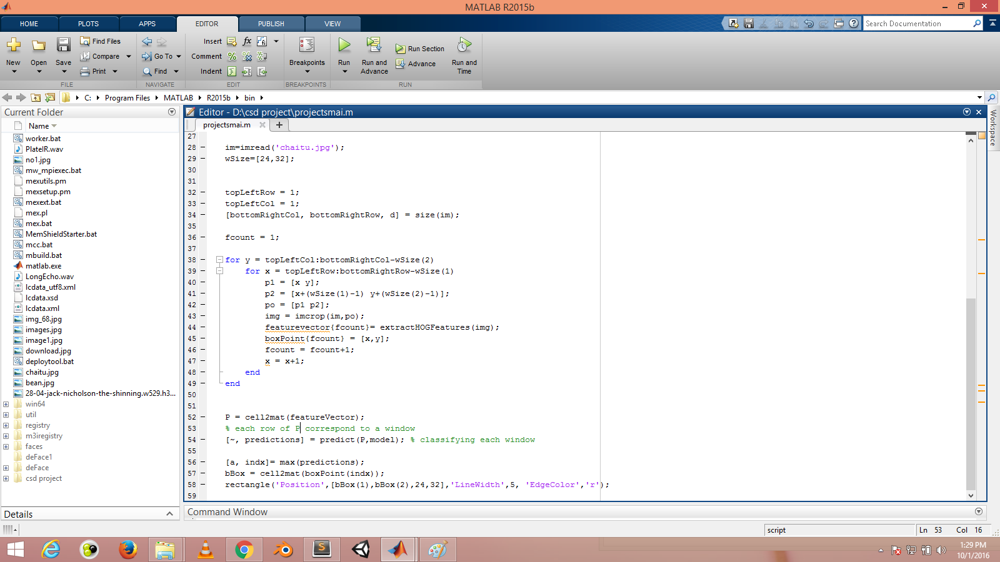 MATLAB R2015b
HOME PLOTS APPS EDITOR PUBLISH VIEW
Search Documentation
New
Open
Save
Find Files
Compare
Print
Go To
Find
Insert
Comment
Indent
fx
Breakpoints
Run
Run and Advance
Run Section
Advance
Run and Time
FILE NAVIGATE EDIT BREAKPOINTS RUN
C: Program Files MATLAB R2015b bin
Current Folder
Name
worker.bat
PlatelR.wav
no1.jpg
mw_mpiexec.bat
mexutils.pm
mexsetup.pm
mexext.bat
mex.pl
mex.bat
MemShieldStarter.bat
mcc.bat
mbuild.bat
matlab.exe
LongEcho.wav
lcdata_utf8.xml
lcdata.xsd
lcdata.xml
img_68.jpg
images.jpg
image1.jpg
download.jpg
deploytool.bat
chaitu.jpg
bean.jpg
28-04-jack-nicholson-the-shinning.w529.h3...
win64
util
registry
m3iregistry
faces
deFace1
deFace
csd project
Details
Editor - D:\csd project\projectsmai.m
projectsmai.m
27
28 im=imread('chaitu.jpg');
29 wSize=[24,32];
30
31
32 topLeftRow = 1;
33 topLeftCol = 1;
34 [bottomRightCol, bottomRightRow, d] = size(im);
35
36 fcount = 1;
37
38 for y = topLeftCol:bottomRightCol-wSize(2)
39 for x = topLeftRow:bottomRightRow-wSize(1)
40 p1 = [x y];
41 p2 = [x+(wSize(1)-1) y+(wSize(2)-1)];
42 po = [p1 p2];
43 img = imcrop(im,po);
44 featurevector{fcount}= extractHOGFeatures(img);
45 boxPoint{fcount} = [x,y];
46 fcount = fcount+1;
47 x = x+1;
48 end
49 end
50
51
52 P = cell2mat(featureVector);
53 % each row of P correspond to a window
54 [~, predictions] = predict(P,model); % classifying each window
55
56 [a, indx]= max(predictions);
57 bBox = cell2mat(boxPoint(indx));
58 rectangle('Position',[bBox(1),bBox(2),24,32],'LineWidth',5, 'EdgeColor','r');
59
Workspace
Command Window
script
Ln 53 Col 16
1:29 PM
10/1/2016